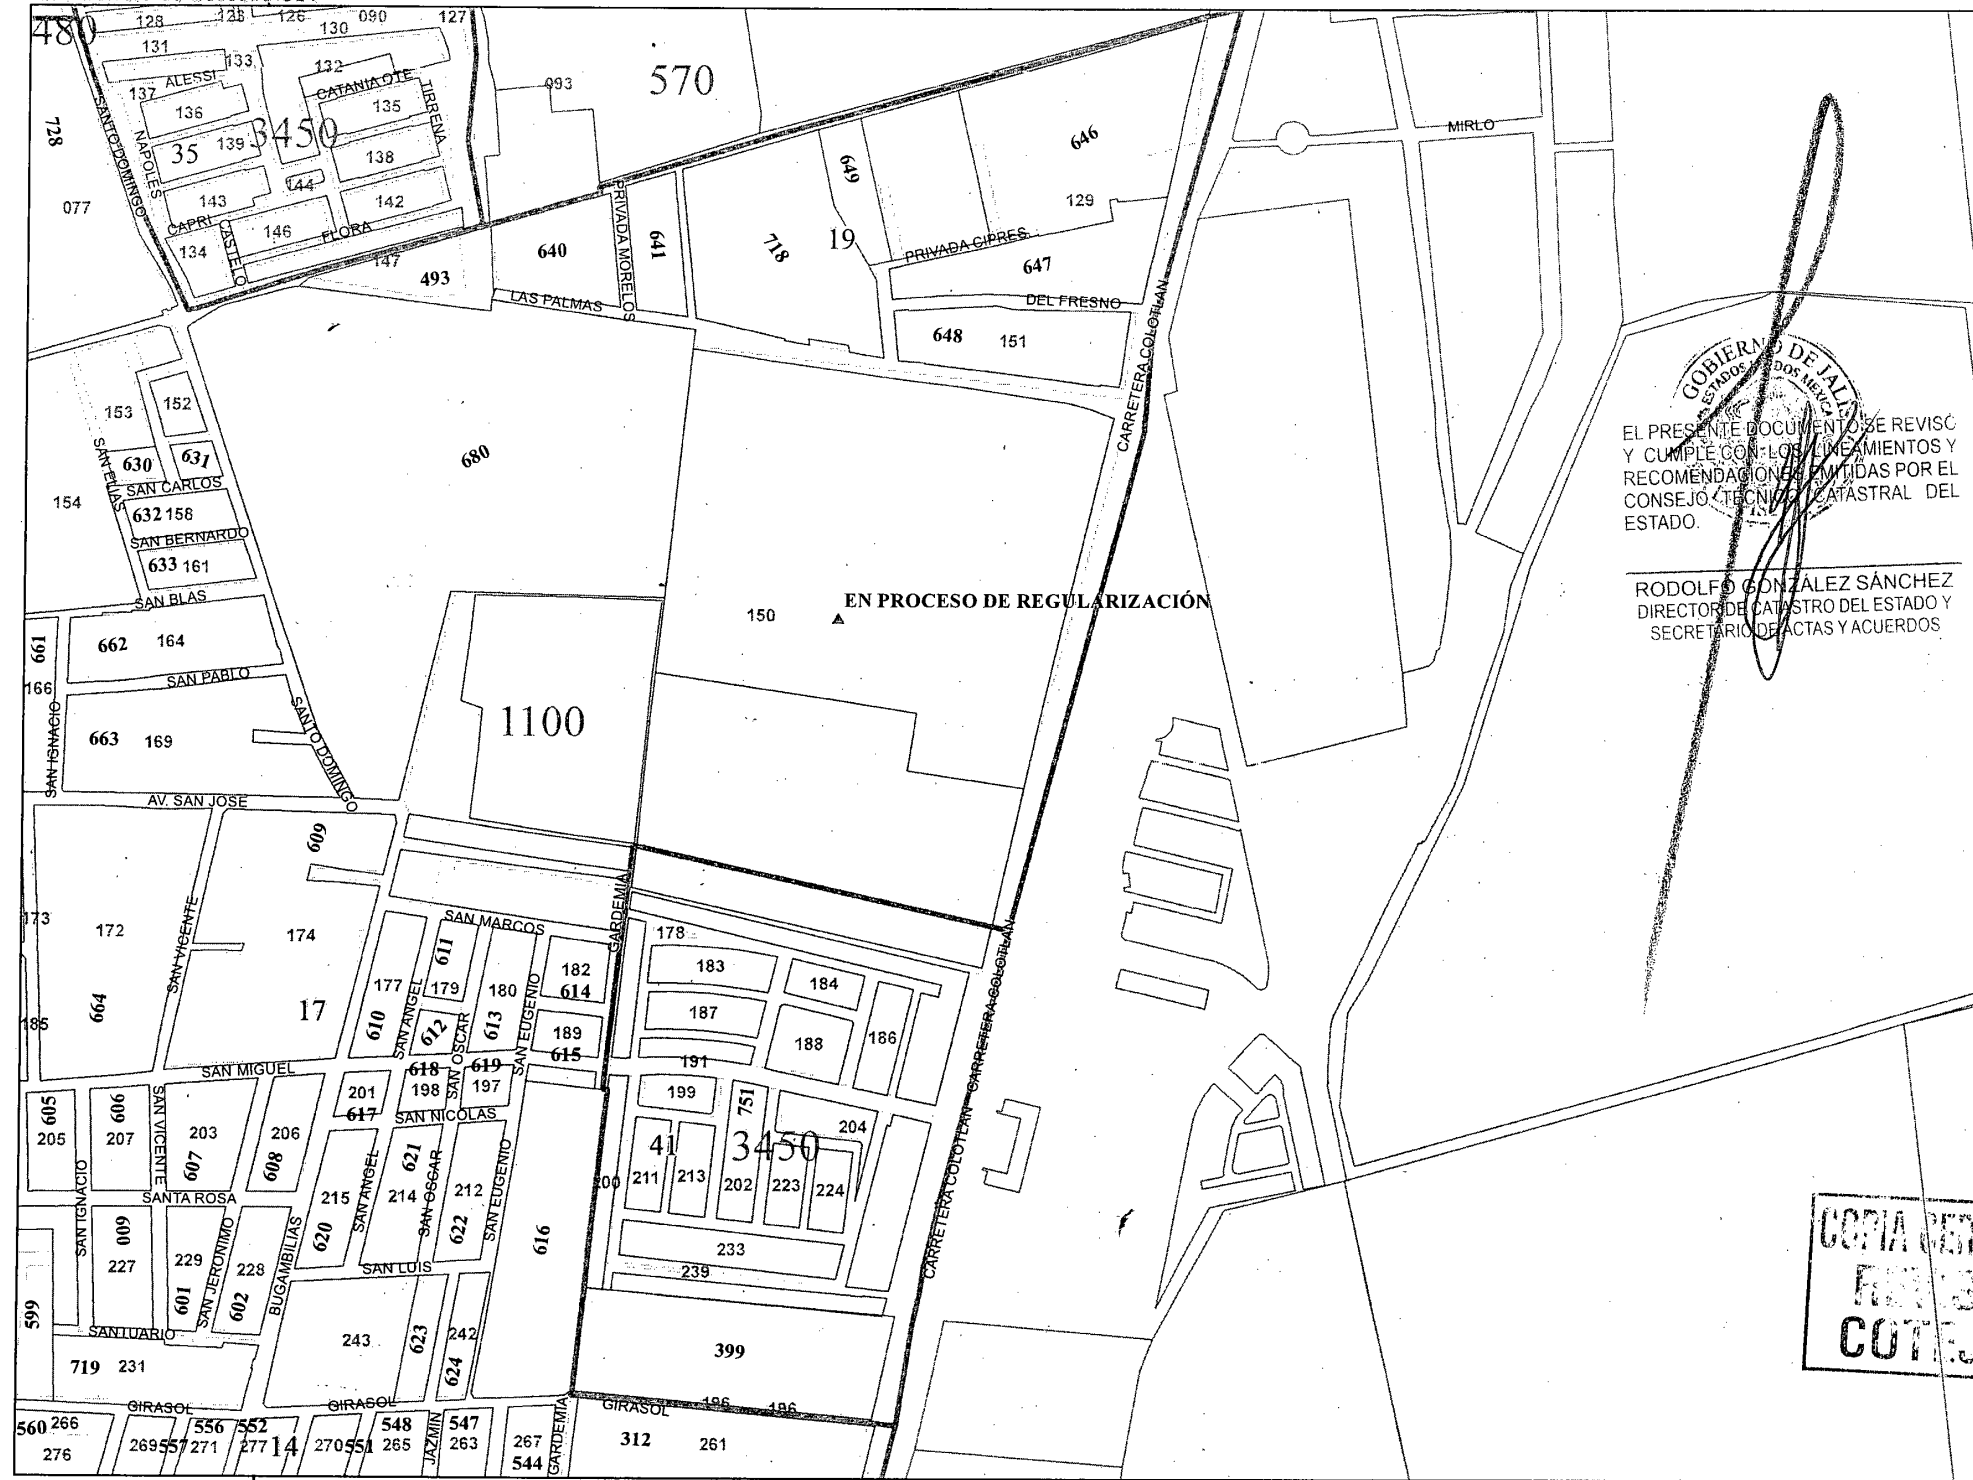 480
128
126
090
127
130
131
133
132
ALESSI
CATANIA OTE
TIRRENA
137
136
135
093
570
728
SANTO DOMINGO
NAPOLES
35
139
3450
138
649
646
MIRLO
144
143
142
077
CAPRI
CASTELO
146
FLORA
134
147
493
640
PRIVADA MORELOS
641
718
19
129
PRIVADA CIPRES
647
LAS PALMAS
DEL FRESNO
648
151
CARRETERA COLOTLAN
153
152
SAN ELIAS
630
631
SAN CARLOS
154
632
158
SAN BERNARDO
633
161
SAN BLAS
680
GOBIERNO DE JALIS
EL PRESENTE DOCUMENTO SE REVISÓ
Y CUMPLE CON LOS LINEAMIENTOS Y
RECOMENDACIONES EMITIDAS POR EL
CONSEJO TECNICO CATASTRAL DEL
ESTADO.
RODOLFO GONZÁLEZ SÁNCHEZ
DIRECTOR DE CATASTRO DEL ESTADO Y
SECRETARIO DE ACTAS Y ACUERDOS
150
EN PROCESO DE REGULARIZACIÓN
661
662
164
166
SAN PABLO
SAN IGNACIO
663
169
SANTO DOMINGO
1100
AV. SAN JOSE
609
173
172
SAN VICENTE
174
664
185
17
SAN MARCOS
GARDEMIA
611
177
179
180
182
614
610
SAN ANGEL
612
SAN OSCAR
613
SAN EUGENIO
189
615
178
183
184
187
188
186
191
CARRETERA COLOTLAN
CARRETERA COLOTLAN
SAN MIGUEL
618
619
201
198
197
617
SAN NICOLAS
199
751
204
605
205
606
207
SAN VICENTE
203
607
206
608
41
3450
200
211
213
202
223
224
SANTA ROSA
SAN IGNACIO
215
620
SAN ANGEL
621
214
SAN OSCAR
212
622
SAN EUGENIO
616
233
239
600
227
229
601
SAN JERONIMO
228
602
BUGAMBILIAS
SAN LUIS
599
SANTUARIO
243
623
242
624
719
231
399
GIRASOL
GIRASOL
GIRASOL
196
196
560
266
276
269
557
556
271
552
277
14
270
551
548
265
JAZMIN
547
263
267
544
GARDEMIA
312
261
COPIA CER
COTEJ